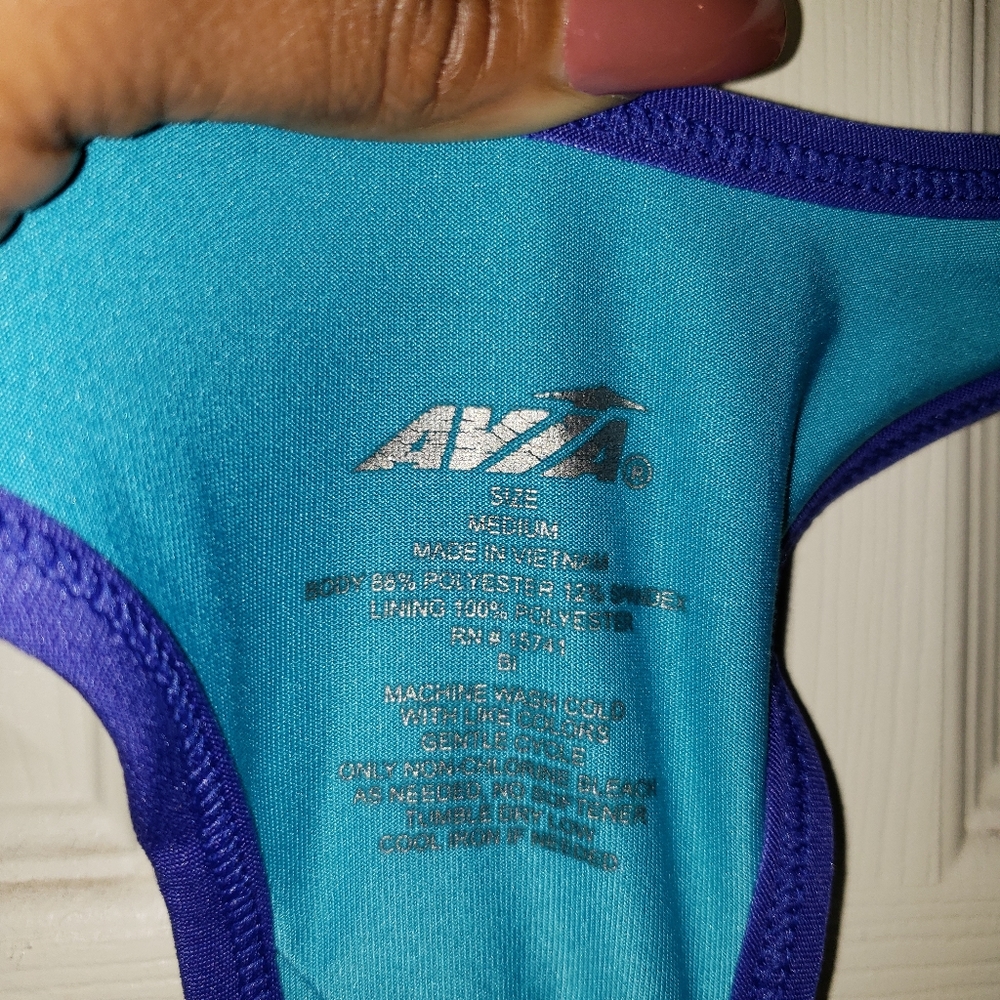 AVIA®
SIZE
MEDIUM
MADE IN VIETNAM
BODY 88% POLYESTER 12% SPANDEX
LINING 100% POLYESTER
RN # 15741
BI
MACHINE WASH COLD
WITH LIKE COLORS
GENTLE CYCLE
ONLY NON-CHLORINE BLEACH
AS NEEDED, NO SOFTENER
TUMBLE DRY LOW
COOL IRON IF NEEDED